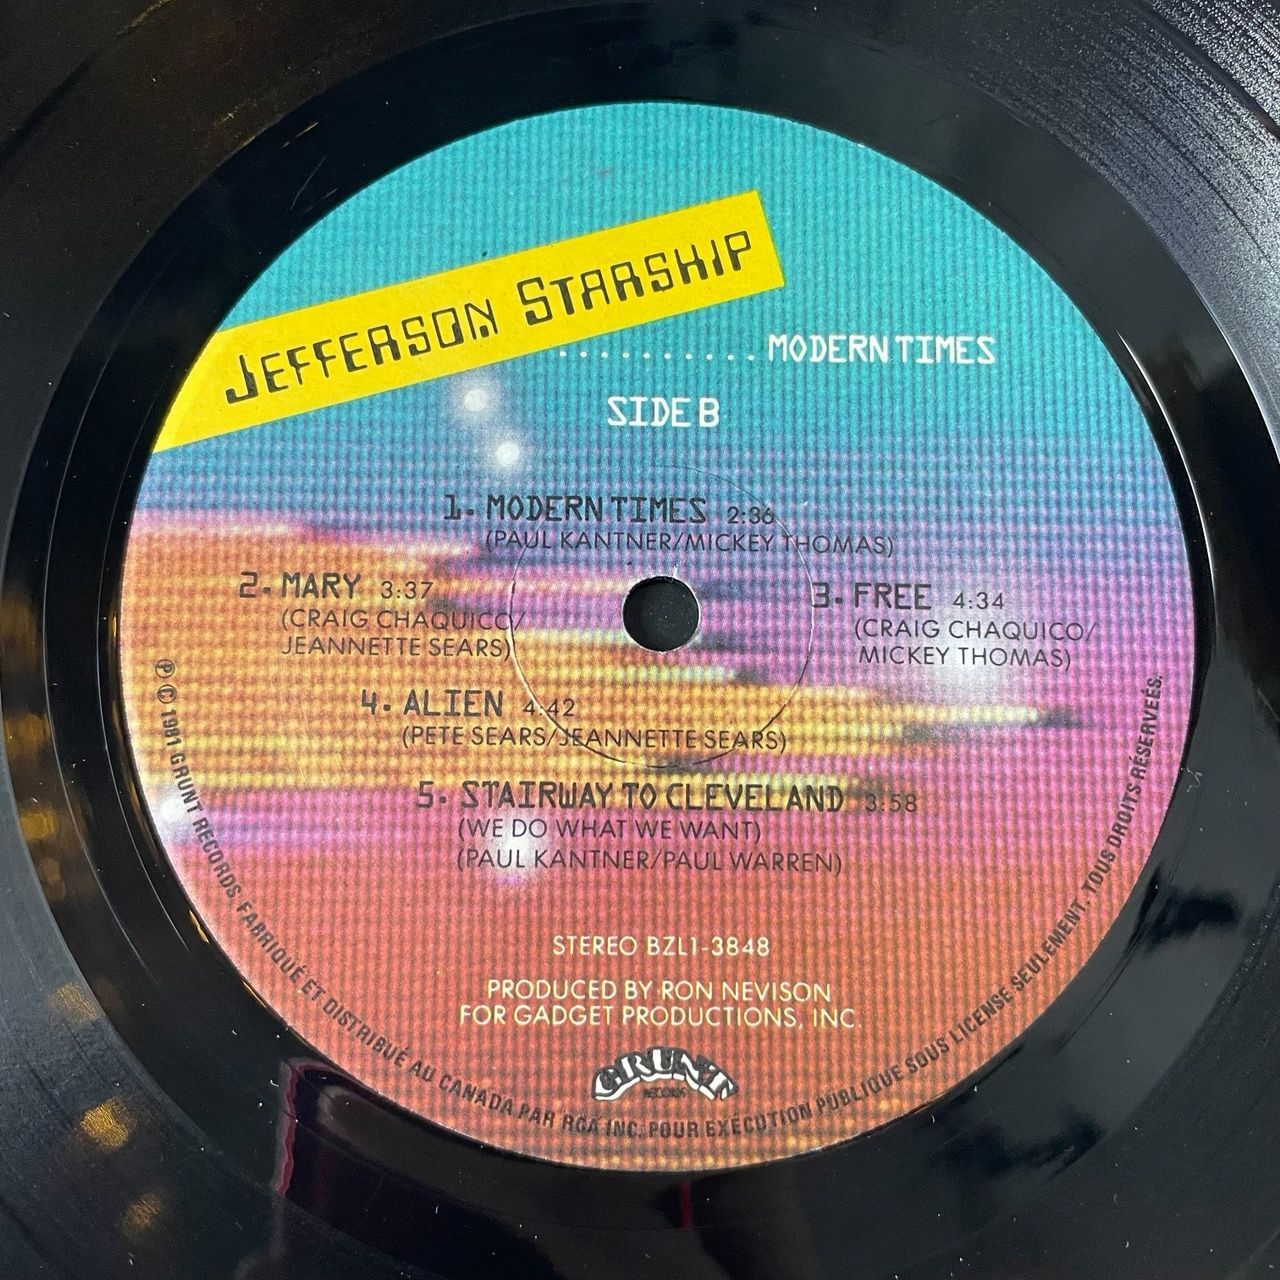 JEFFERSON STARSHIP
........... MODERN TIMES
SIDE B
1. MODERN TIMES 2:36
(PAUL KANTNER/MICKEY THOMAS)
2. MARY 3:37
(CRAIG CHAQUICO/
JEANNETTE SEARS)
3. FREE 4:34
(CRAIG CHAQUICO/
MICKEY THOMAS)
4. ALIEN 4:42
(PETE SEARS/JEANNETTE SEARS)
5. STAIRWAY TO CLEVELAND 3:58
(WE DO WHAT WE WANT)
(PAUL KANTNER/PAUL WARREN)
STEREO BZL1-3848
PRODUCED BY RON NEVISON
FOR GADGET PRODUCTIONS, INC.
GRUNT
RECORDS
℗ © 1981 GRUNT RECORDS FABRIQUÉ ET DISTRIBUÉ AU CANADA PAR RCA INC. POUR EXÉCUTION PUBLIQUE SOUS LICENSE SEULEMENT. TOUS DROITS RÉSERVEÉS.